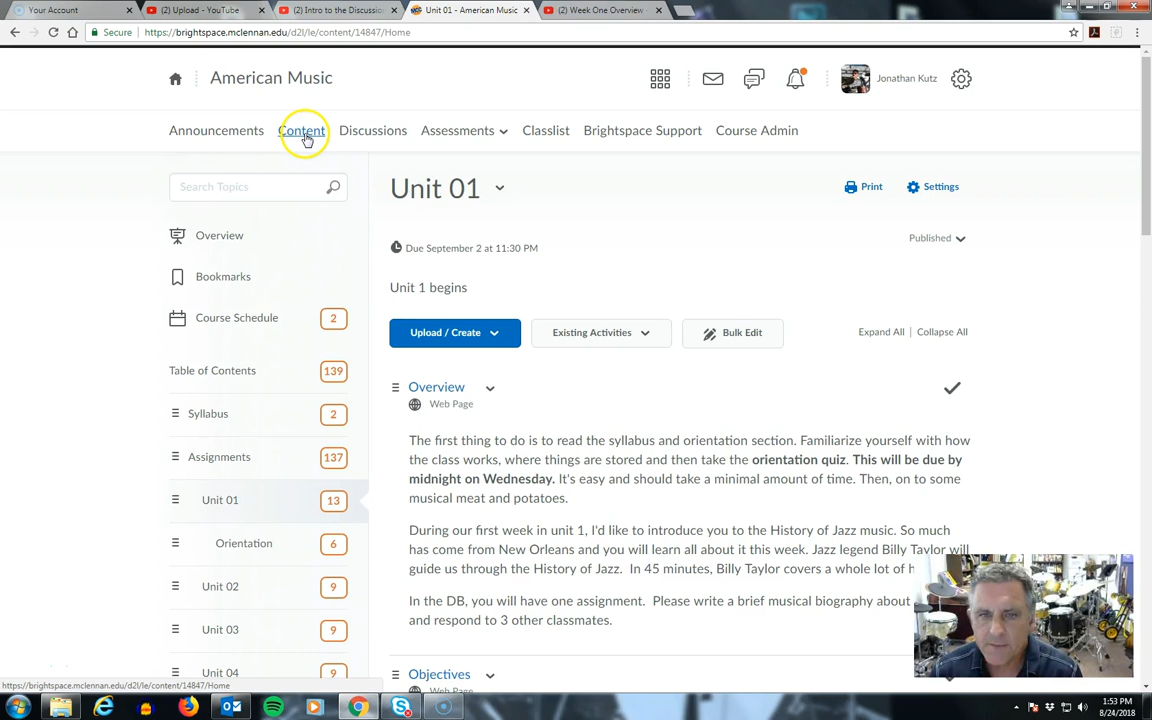 Your Account
(2) Upload - YouTube
(2) Intro to the Discussion
Unit 01 - American Music
(2) Week One Overview
Secure | https://brightspace.mclennan.edu/d2l/le/content/14847/Home
American Music
Jonathan Kutz
Announcements Content Discussions Assessments Classlist Brightspace Support Course Admin
Search Topics
Unit 01
Print
Settings
Overview
Due September 2 at 11:30 PM
Published
Bookmarks
Unit 1 begins
Course Schedule 2
Upload / Create
Existing Activities
Bulk Edit
Expand All | Collapse All
Table of Contents 139
Overview
Web Page
Syllabus 2
The first thing to do is to read the syllabus and orientation section. Familiarize yourself with how
the class works, where things are stored and then take the orientation quiz. This will be due by
midnight on Wednesday. It's easy and should take a minimal amount of time. Then, on to some
musical meat and potatoes.
Assignments 137
Unit 01 13
During our first week in unit 1, I'd like to introduce you to the History of Jazz music. So much
has come from New Orleans and you will learn all about it this week. Jazz legend Billy Taylor will
guide us through the History of Jazz. In 45 minutes, Billy Taylor covers a whole lot of h
Orientation 6
Unit 02 9
In the DB, you will have one assignment. Please write a brief musical biography about
and respond to 3 other classmates.
Unit 03 9
Unit 04 9
Objectives
Web Page
https://brightspace.mclennan.edu/d2l/le/content/14847/Home
1:53 PM
8/24/2018